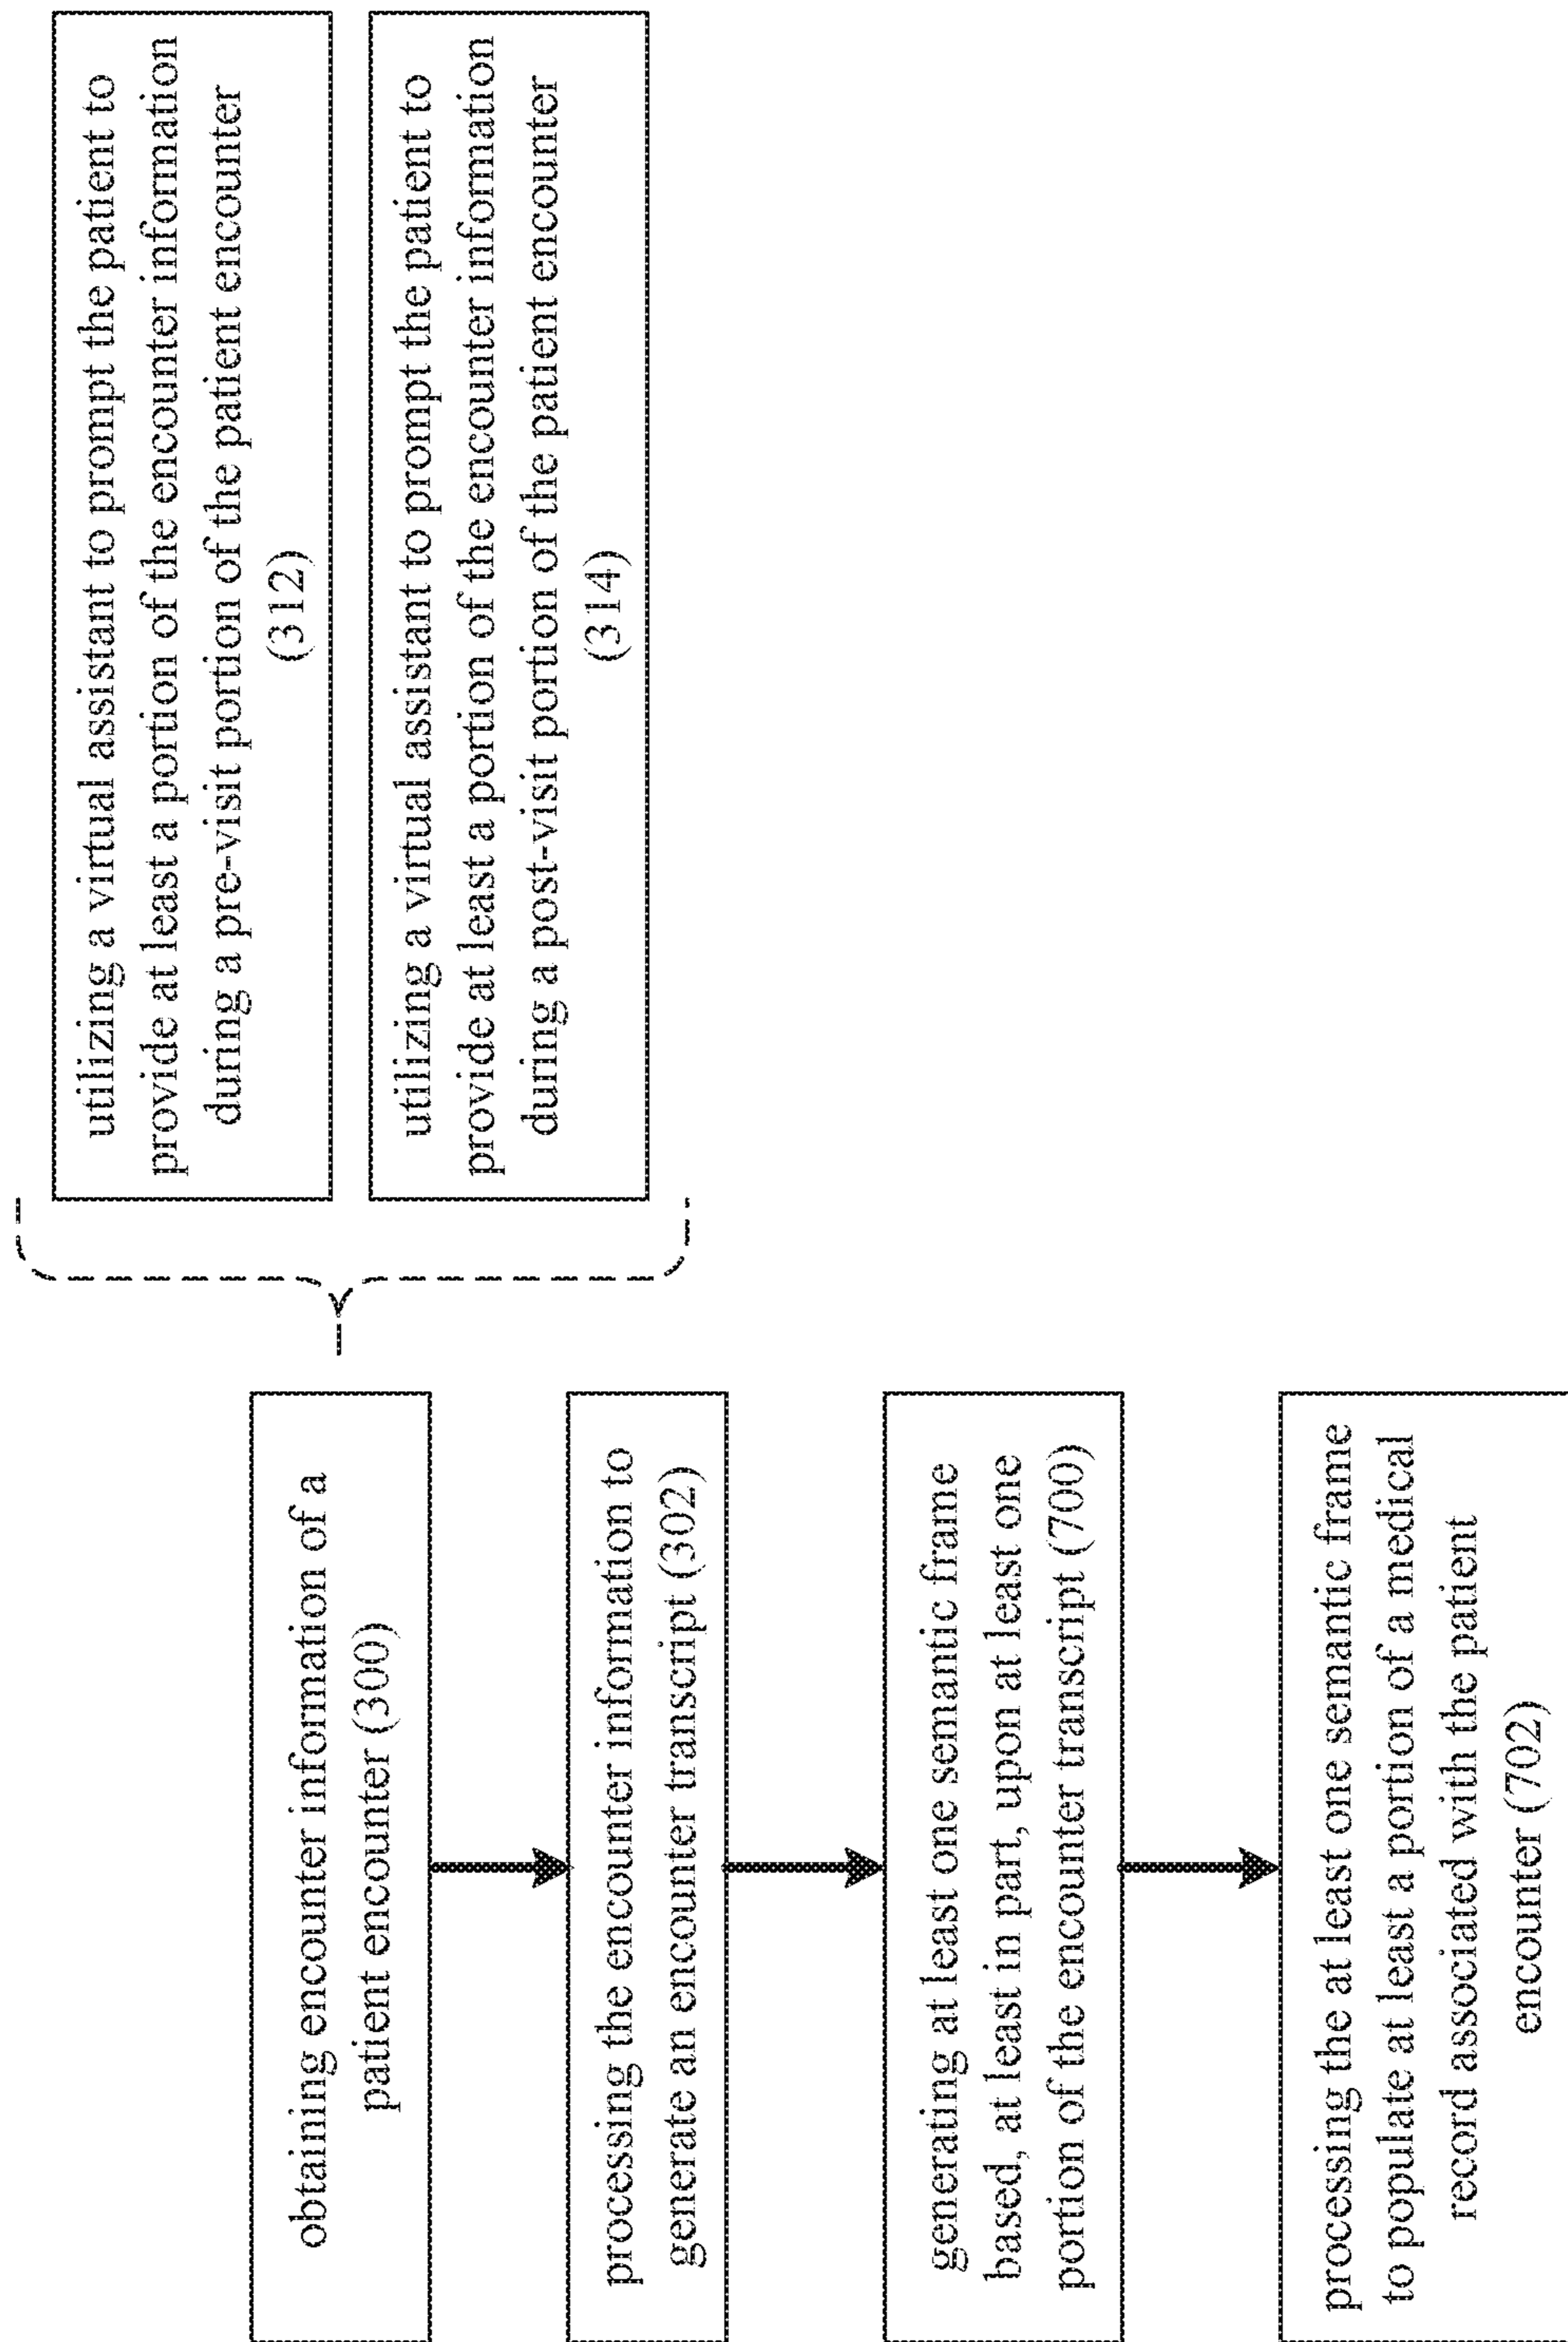 obtaining encounter information of a
patient encounter (300)
processing the encounter information to
generate an encounter transcript (302)
generating at least one semantic frame
based, at least in part, upon at least one
portion of the encounter transcript (700)
processing the at least one semantic frame
to populate at least a portion of a medical
record associated with the patient
encounter (702)
utilizing a virtual assistant to prompt the patient to
provide at least a portion of the encounter information
during a pre-visit portion of the patient encounter
(312)
utilizing a virtual assistant to prompt the patient to
provide at least a portion of the encounter information
during a post-visit portion of the patient encounter
(314)